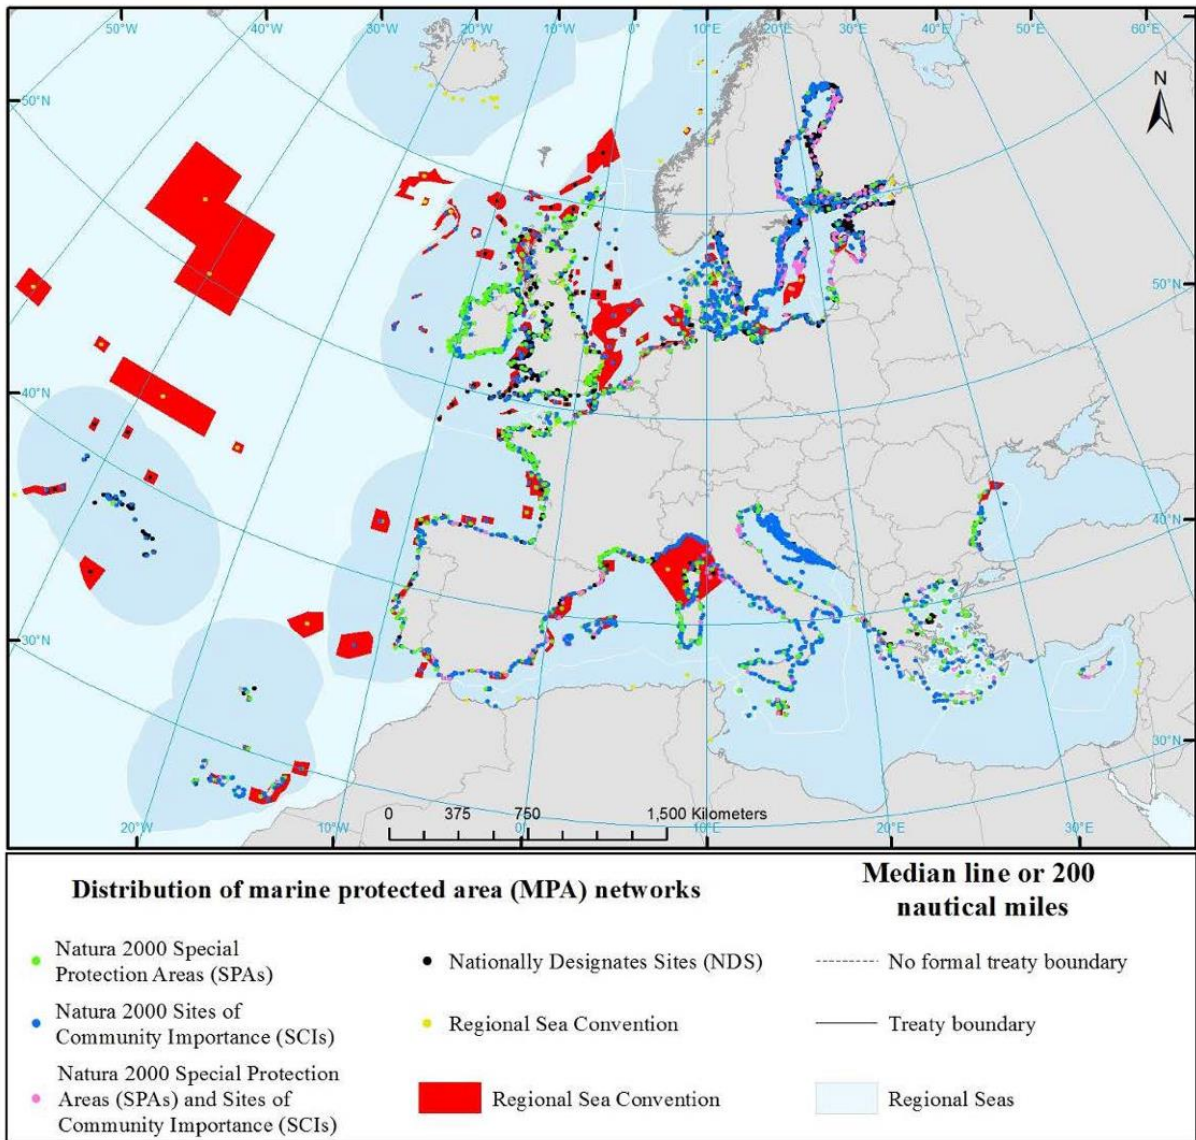 50°W
40°W
30°W
20°W
10°W
0°
10°E
20°E
30°E
40°E
50°E
60°E
50°N
50°N
40°N
40°N
30°N
30°N
N
0 375 750 1,500 Kilometers
20°W
10°W
0°
10°E
20°E
30°E
Distribution of marine protected area (MPA) networks
Natura 2000 Special
Protection Areas (SPAs)
Natura 2000 Sites of
Community Importance (SCIs)
Natura 2000 Special Protection
Areas (SPAs) and Sites of
Community Importance (SCIs)
Nationally Designates Sites (NDS)
Regional Sea Convention
Regional Sea Convention
Median line or 200
nautical miles
No formal treaty boundary
Treaty boundary
Regional Seas